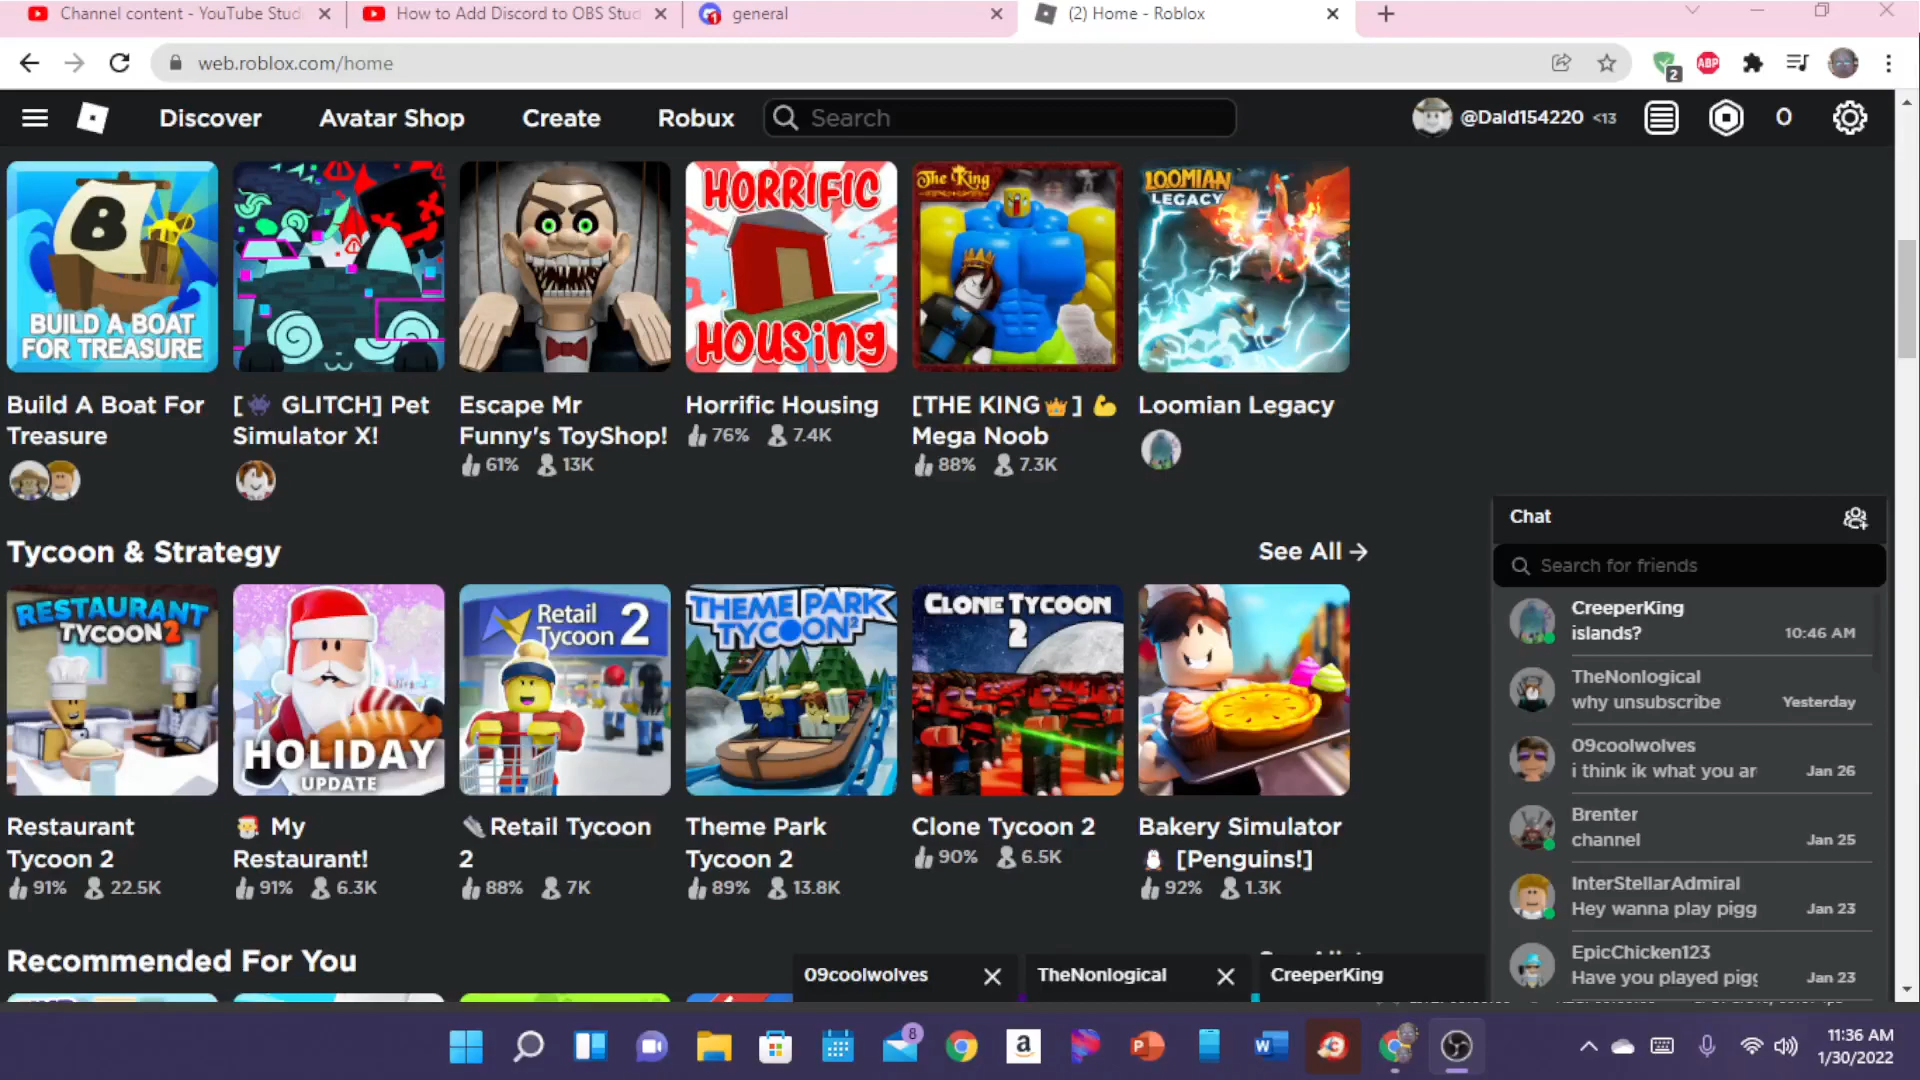 Channel content - YouTube Stud
How to Add Discord to OBS Stud
general
(2) Home - Roblox
web.roblox.com/home
2
ABP
Discover
Avatar Shop
Create
Robux
Search
@Dald154220 <13
0
B
BUILD A BOAT
FOR TREASURE
HORRIFIC
HOUSING
The King
LOOMIAN
LEGACY
Build A Boat For
Treasure
[👾 GLITCH] Pet
Simulator X!
Escape Mr
Funny's ToyShop!
61% 13K
Horrific Housing
76% 7.4K
[THE KING👑] 💪
Mega Noob
88% 7.3K
Loomian Legacy
Tycoon & Strategy
See All →
RESTAURANT
TYCOON 2
HOLIDAY
UPDATE
Retail
Tycoon 2
THEME PARK
TYCOON 2
CLONE TYCOON
2
Restaurant
Tycoon 2
91% 22.5K
🎅 My
Restaurant!
91% 6.3K
Retail Tycoon
2
88% 7K
Theme Park
Tycoon 2
89% 13.8K
Clone Tycoon 2
90% 6.5K
Bakery Simulator
🐧 [Penguins!]
92% 1.3K
Recommended For You
Chat
Search for friends
CreeperKing
islands? 10:46 AM
TheNonlogical
why unsubscribe Yesterday
09coolwolves
i think ik what you ar Jan 26
Brenter
channel Jan 25
InterStellarAdmiral
Hey wanna play pigg Jan 23
EpicChicken123
Have you played pigg Jan 23
09coolwolves
TheNonlogical
CreeperKing
8
11:36 AM
1/30/2022